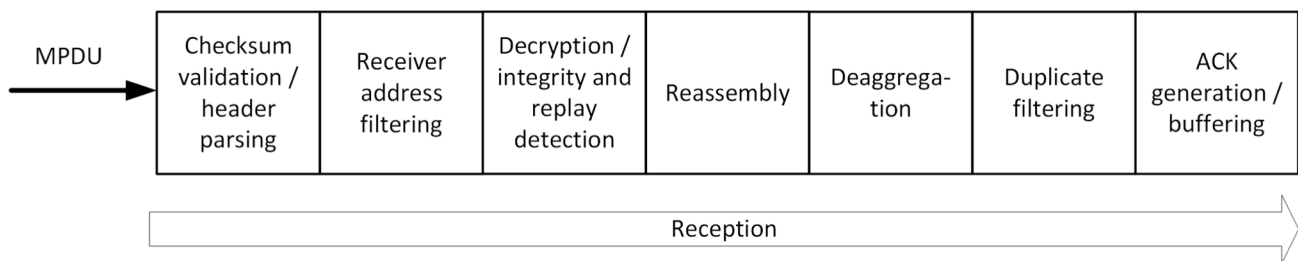 MPDU
Checksum
validation /
header
parsing
Receiver
address
filtering
Decryption /
integrity and
replay
detection
Reassembly
Deaggrega-
tion
Duplicate
filtering
ACK
generation /
buffering
Reception